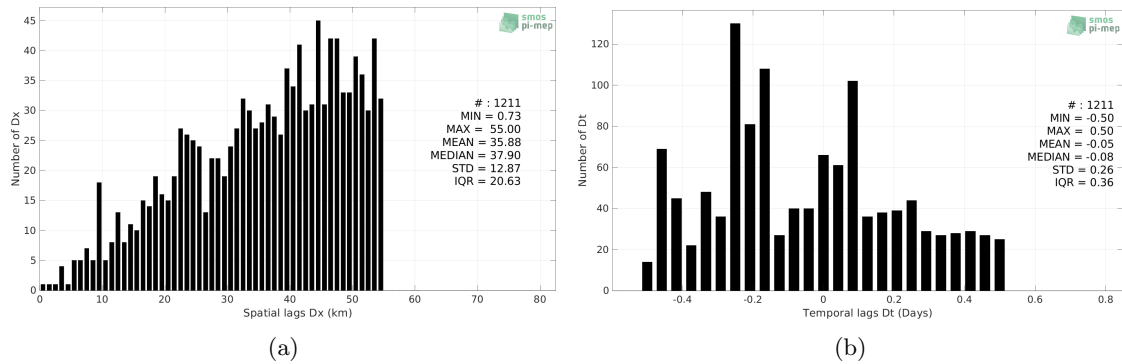 45
40
35
30
25
20
15
10
5
0
Number of Dx
0 10 20 30 40 50 60 70 80
Spatial lags Dx (km)
smos
pi-mep
# : 1211
MIN = 0.73
MAX = 55.00
MEAN = 35.88
MEDIAN = 37.90
STD = 12.87
IQR = 20.63
(a)
120
100
80
60
40
20
0
Number of Dt
-0.4 -0.2 0 0.2 0.4 0.6 0.8
Temporal lags Dt (Days)
smos
pi-mep
# : 1211
MIN = -0.50
MAX = 0.50
MEAN = -0.05
MEDIAN = -0.08
STD = 0.26
IQR = 0.36
(b)